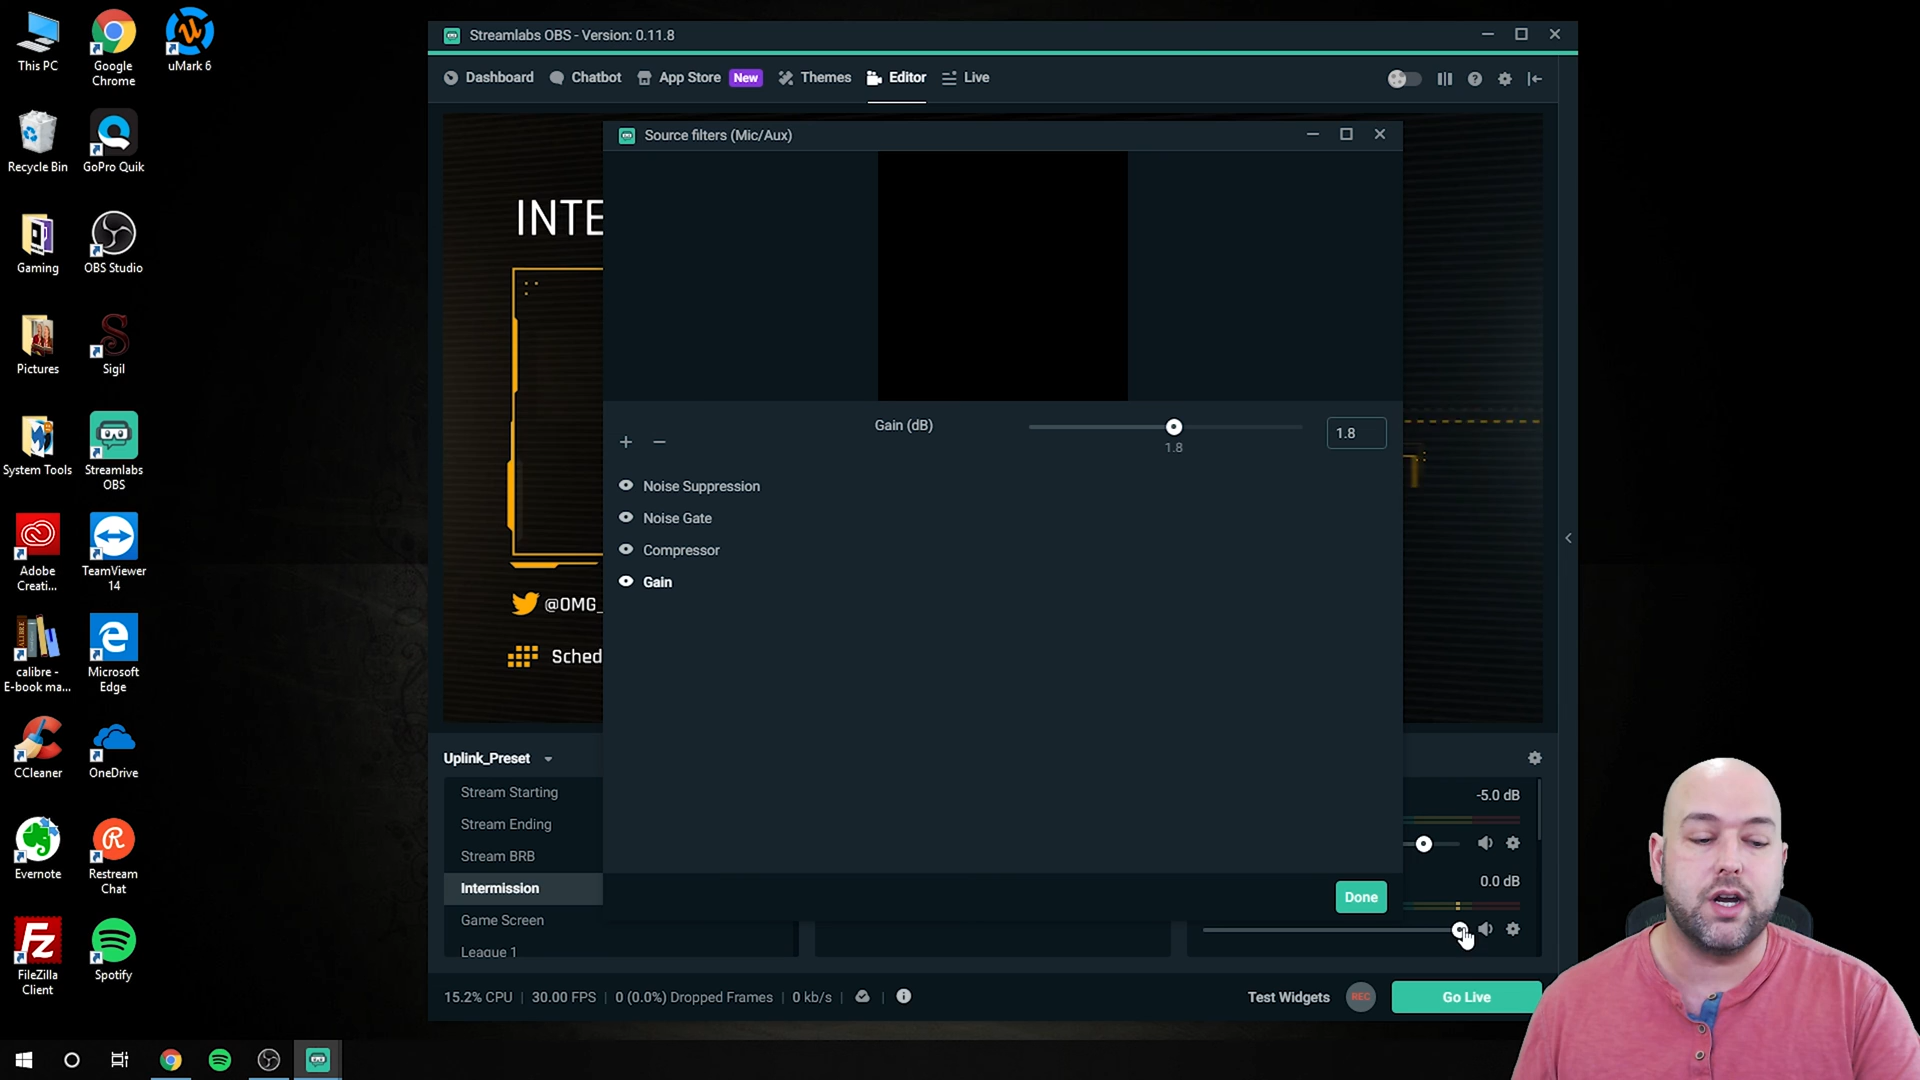 This PC
Google
Chrome
uMark 6
Recycle Bin
GoPro Quik
Gaming
OBS Studio
Pictures
Sigil
System Tools
Streamlabs
OBS
Adobe
Creati...
TeamViewer
14
calibre -
E-book ma...
Microsoft
Edge
CCleaner
OneDrive
Evernote
Restream
Chat
FileZilla
Client
Spotify
Streamlabs OBS - Version: 0.11.8
Dashboard
Chatbot
App Store
New
Themes
Editor
Live
Source filters (Mic/Aux)
INTE
@OMG_
Sched
Gain (dB)
1.8
1.8
Noise Suppression
Noise Gate
Compressor
Gain
Done
Uplink_Preset
Stream Starting
Stream Ending
Stream BRB
Intermission
Game Screen
League 1
-5.0 dB
0.0 dB
15.2% CPU | 30.00 FPS | 0 (0.0%) Dropped Frames | 0 kb/s
Test Widgets
REC
Go Live